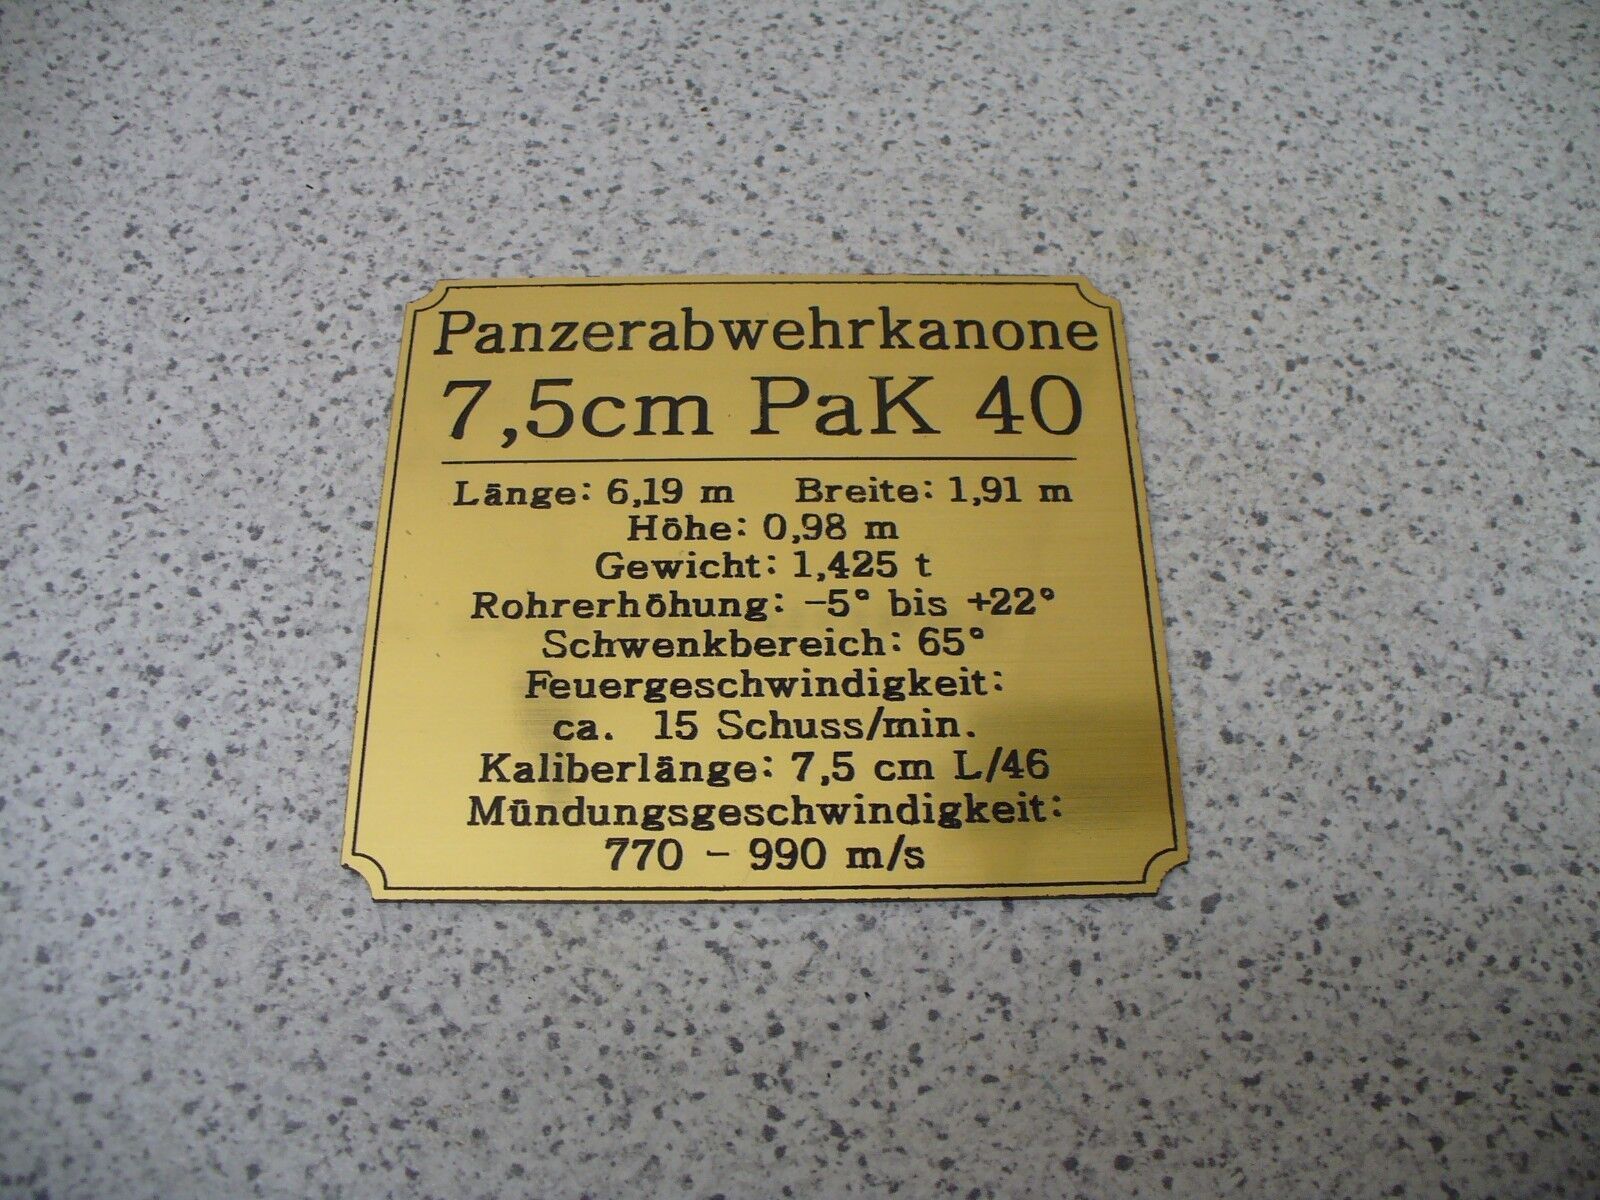 Panzerabwehrkanone
7,5cm PaK 40
Länge: 6,19 m Breite: 1,91 m
Höhe: 0,98 m
Gewicht: 1,425 t
Rohrerhöhung: -5° bis +22°
Schwenkbereich: 65°
Feuergeschwindigkeit:
ca. 15 Schuss/min.
Kaliberlänge: 7,5 cm L/46
Mündungsgeschwindigkeit:
770 - 990 m/s